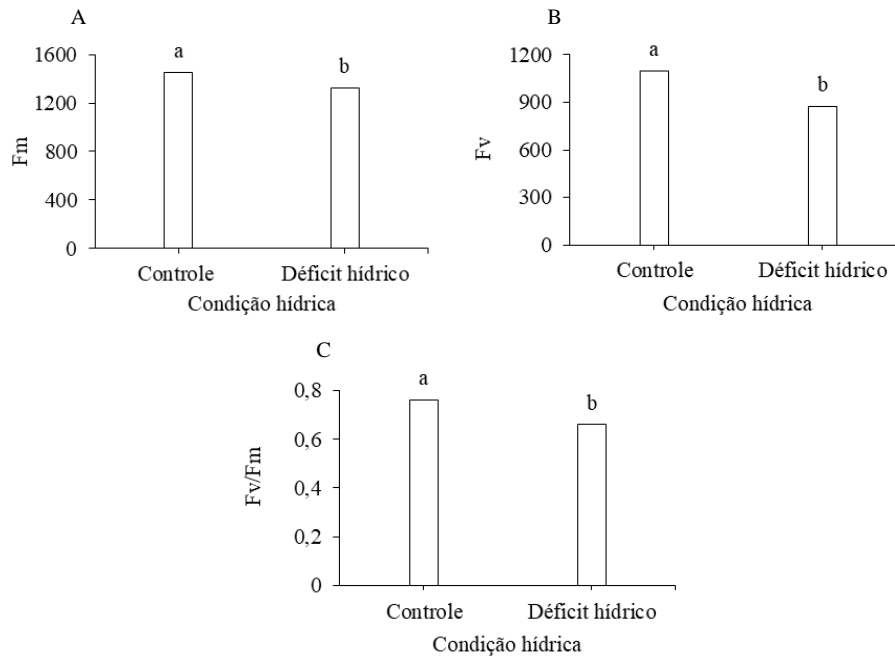 A
a
b
1600
1200
800
400
0
Fm
Controle
Déficit hídrico
Condição hídrica
B
a
b
1200
900
600
300
0
Fv
Controle
Déficit hídrico
Condição hídrica
C
a
b
0,8
0,6
0,4
0,2
0
Fv/Fm
Controle
Déficit hídrico
Condição hídrica